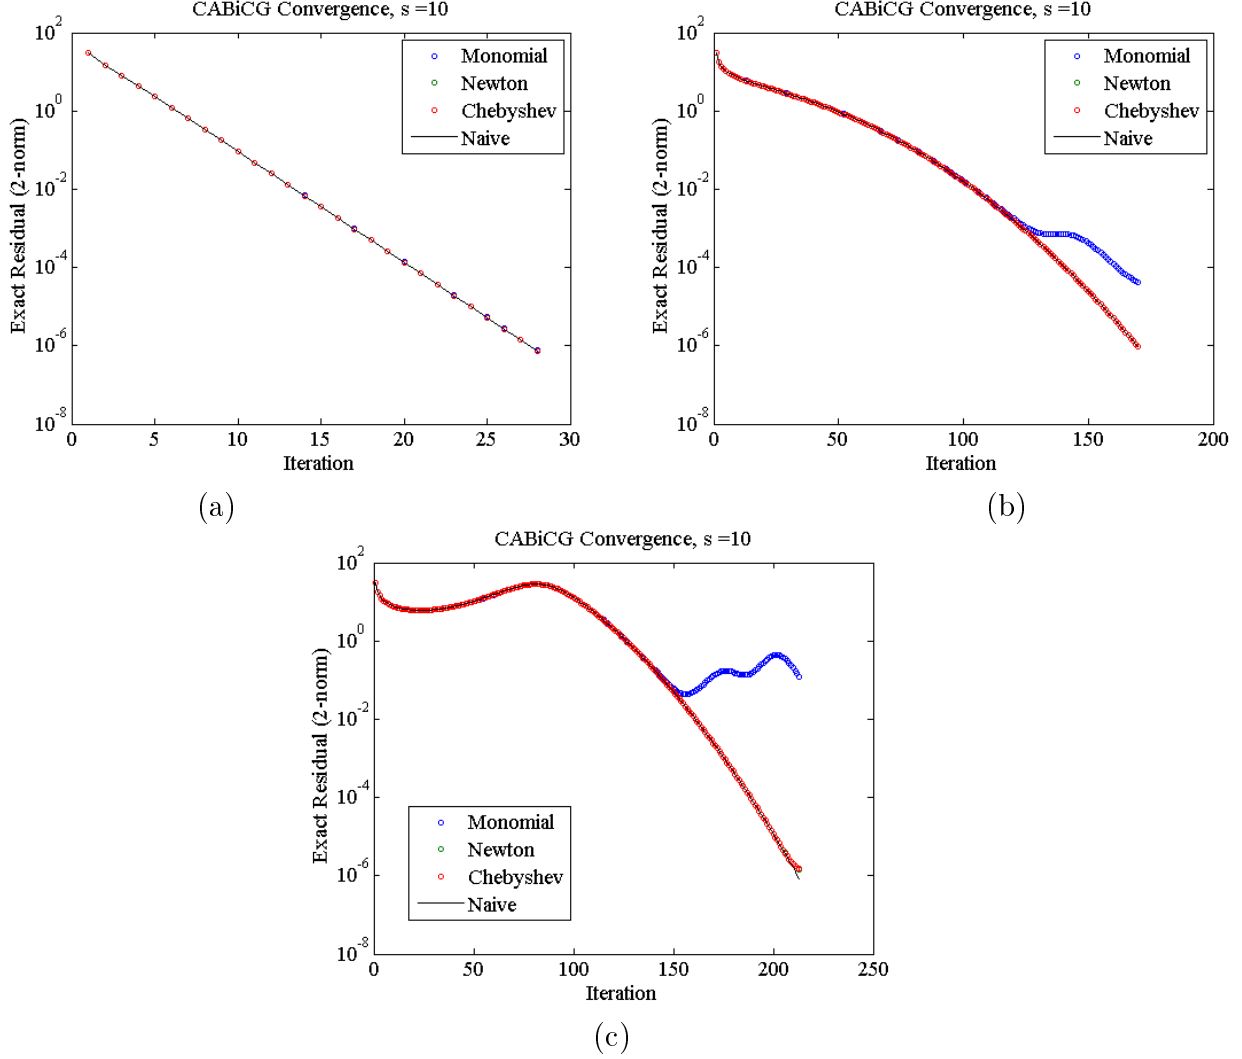 CABiCG Convergence, s =10
10^2
10^0
10^-2
10^-4
10^-6
10^-8
Exact Residual (2-norm)
Monomial
Newton
Chebyshev
Naive
0 5 10 15 20 25 30
Iteration
(a)
CABiCG Convergence, s =10
10^2
10^0
10^-2
10^-4
10^-6
10^-8
Exact Residual (2-norm)
Monomial
Newton
Chebyshev
Naive
0 50 100 150 200
Iteration
(b)
CABiCG Convergence, s =10
10^2
10^0
10^-2
10^-4
10^-6
10^-8
Exact Residual (2-norm)
Monomial
Newton
Chebyshev
Naive
0 50 100 150 200 250
Iteration
(c)